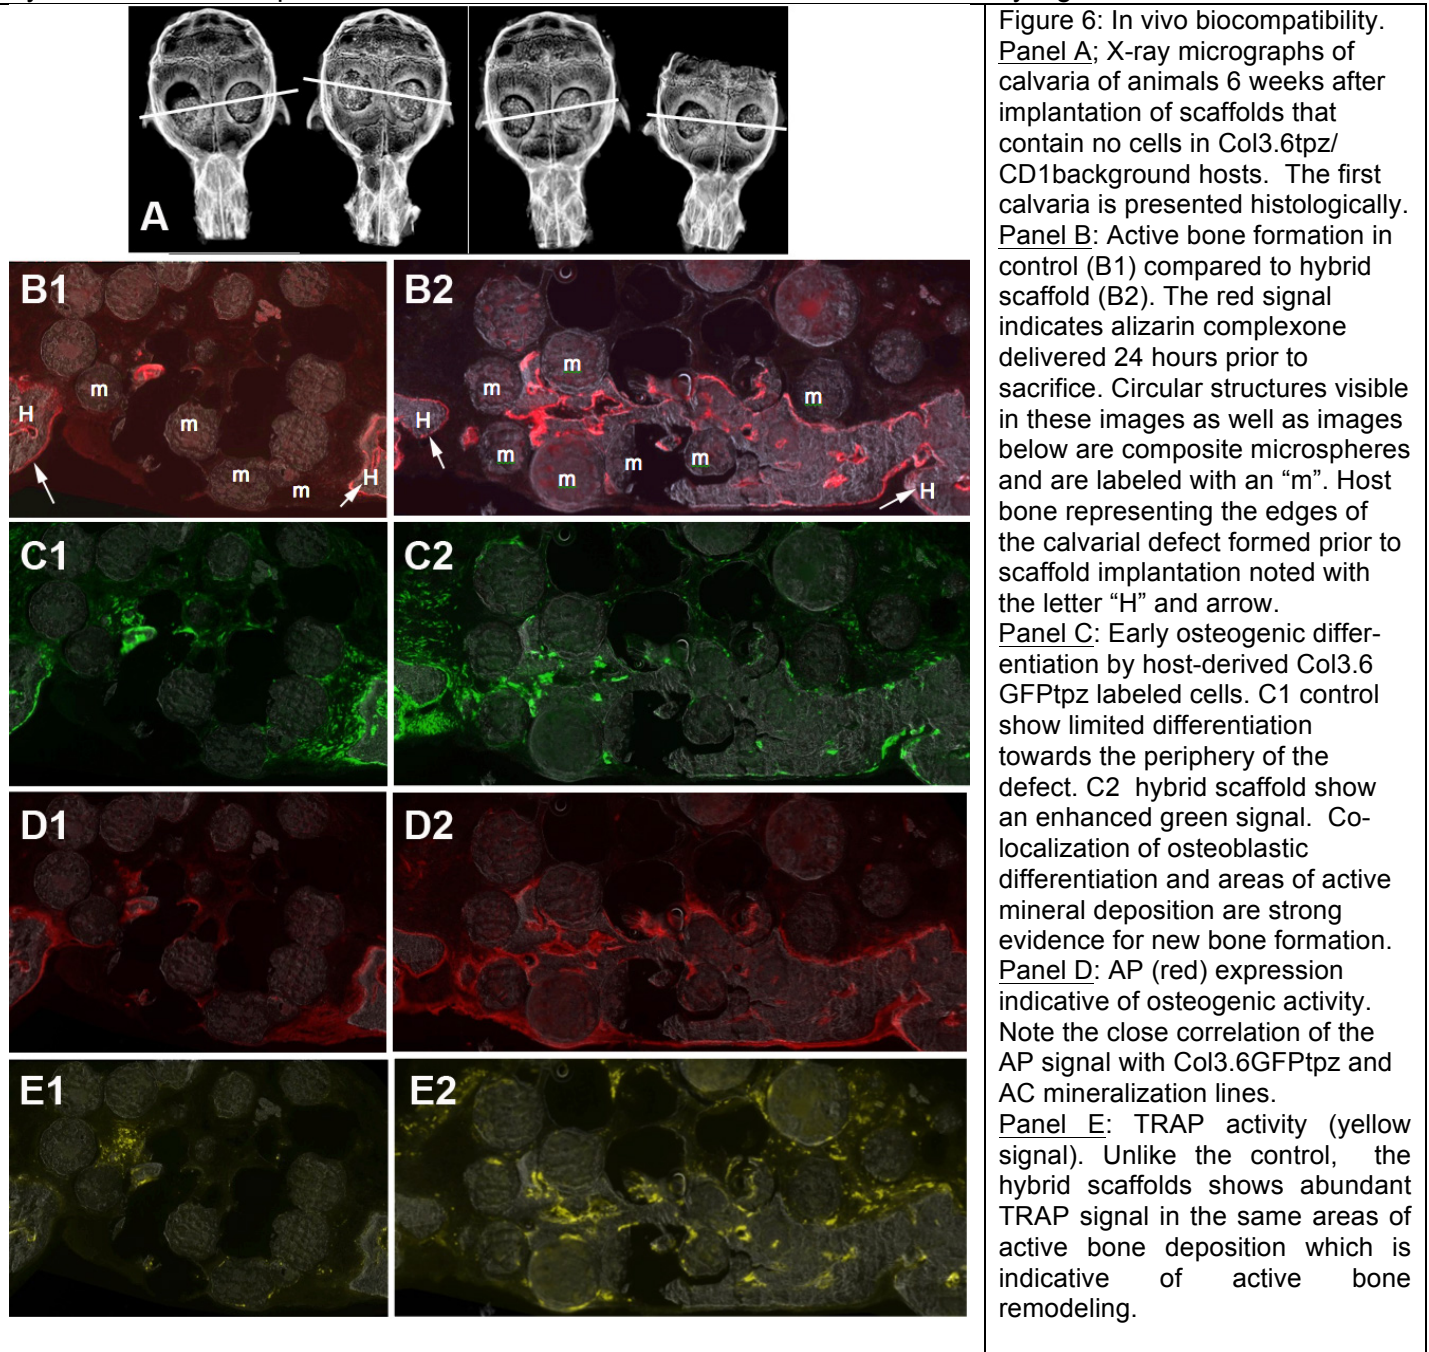 A
B1
H
m
m
m
m
H
B2
H
m
m
m
m
m
m
m
H
C1
C2
D1
D2
E1
E2
Figure 6: In vivo biocompatibility.
Panel A; X-ray micrographs of
calvaria of animals 6 weeks after
implantation of scaffolds that
contain no cells in Col3.6tpz/
CD1background hosts. The first
calvaria is presented histologically.
Panel B: Active bone formation in
control (B1) compared to hybrid
scaffold (B2). The red signal
indicates alizarin complexone
delivered 24 hours prior to
sacrifice. Circular structures visible
in these images as well as images
below are composite microspheres
and are labeled with an “m”. Host
bone representing the edges of
the calvarial defect formed prior to
scaffold implantation noted with
the letter “H” and arrow.
Panel C: Early osteogenic differ-
entiation by host-derived Col3.6
GFPtpz labeled cells. C1 control
show limited differentiation
towards the periphery of the
defect. C2 hybrid scaffold show
an enhanced green signal. Co-
localization of osteoblastic
differentiation and areas of active
mineral deposition are strong
evidence for new bone formation.
Panel D: AP (red) expression
indicative of osteogenic activity.
Note the close correlation of the
AP signal with Col3.6GFPtpz and
AC mineralization lines.
Panel E: TRAP activity (yellow
signal). Unlike the control, the
hybrid scaffolds shows abundant
TRAP signal in the same areas of
active bone deposition which is
indicative of active bone
remodeling.